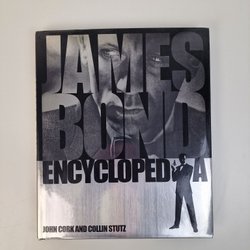 JAMES
BOND
ENCYCLOPEDIA
JOHN CORK AND COLLIN STUTZ